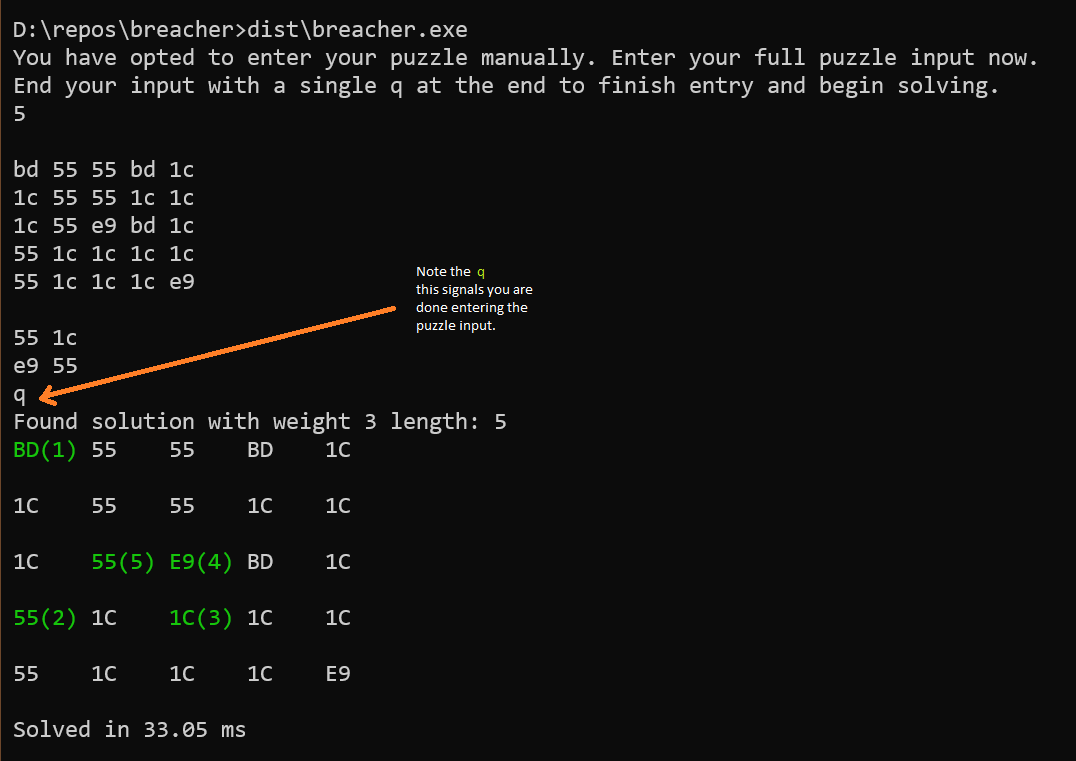 D:\repos\breacher>dist\breacher.exe
You have opted to enter your puzzle manually. Enter your full puzzle input now.
End your input with a single q at the end to finish entry and begin solving.
5
bd 55 55 bd 1c
1c 55 55 1c 1c
1c 55 e9 bd 1c
55 1c 1c 1c 1c
55 1c 1c 1c e9
Note the q
this signals you are
done entering the
puzzle input.
55 1c
e9 55
q
Found solution with weight 3 length: 5
BD(1) 55 55 BD 1C
1C 55 55 1C 1C
1C 55(5) E9(4) BD 1C
55(2) 1C 1C(3) 1C 1C
55 1C 1C 1C E9
Solved in 33.05 ms